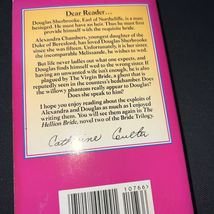 Dear Reader...
Douglas Sherbrooke, Earl of Northcliffe, is a man
besieged. He must have an heir. Thus he must first
provide himself with the requisite bride.
Alexandra Chambers, youngest daughter of the
Duke of Beresford, has loved Douglas Sherbrooke
since she was fifteen. Unfortunately, it is her sister,
the incomparable Melissande, he wishes to wed.
But life never ladles out what one expects, and
Douglas finds himself wed to the wrong sister. Is
having an unwanted wife isn't enough, he is also
plagued by The Virgin Bride, a ghost that is
reputedly seen in the countess's bedchamber. Does
the willowy phantom really appear to Douglas?
Does she speak to him?
I hope you enjoy reading about the exploits of
Alexandra and Douglas as much as I enjoyed
writing them. You will see them again in The
Hellion Bride, novel two of the Bride Trilogy.
Catherine Coulter